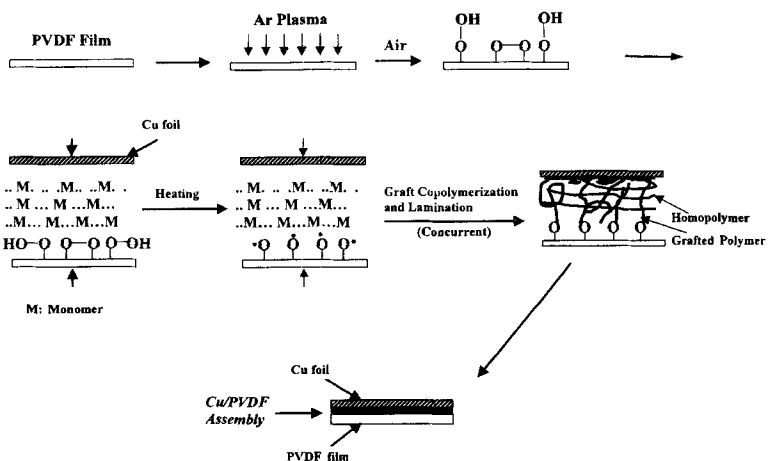 PVDF Film
Ar Plasma
Air
OH OH
O O—O O
Cu foil
.. M. . ..M. ..M.
.. M ... M....M
..M... M ... M...M
Heating
.. M. . ..M. ..M.
.. M ... M....M
..M... M ... M...M
Graft Copolymerization
and Lamination
(Concurrent)
Homopolymer
Grafted Polymer
HO—O O—O O—OH
•O O O O•
O O O O
M: Monomer
Cu foil
Cu/PVDF
Assembly
PVDF film